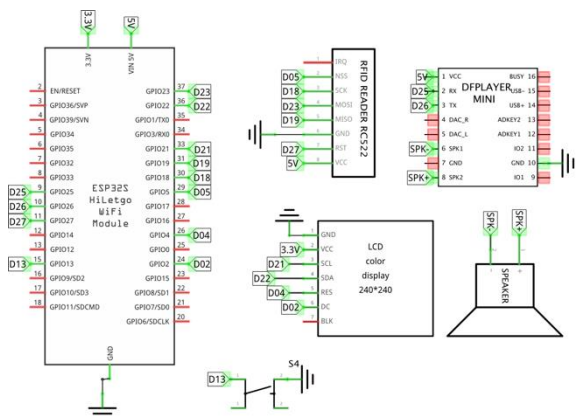 3.3V
5V
3.3V
VIN 5V
2 EN/RESET
3 GPIO36/SVP
4 GPIO39/SVN
5 GPIO34
6 GPIO35
7 GPIO32
8 GPIO33
D25 9 GPIO25
D26 10 GPIO26
D27 11 GPIO27
12 GPIO14
13 GPIO12
D13 15 GPIO13
16 GPIO9/SD2
17 GPIO10/SD3
18 GPIO11/SDCMD
ESP32S
HiLetgo
WiFi
Module
GPIO23 37 D23
GPIO22 36 D22
GPIO1/TX 35
GPIO3/RX 34
GPIO21 33 D21
GPIO19 31 D19
GPIO18 30 D18
GPIO5 29 D05
GPIO17 28
GPIO16 27
GPIO4 26 D04
GPIO0 25
GPIO2 24 D02
GPIO15 23
GPIO8/SD1 22
GPIO7/SD0 21
GPIO6/SDCLK 20
GND
IRQ
D05 NSS
D18 SCK
D23 MOSI
D19 MISO
GND
D27 RST
5V VCC
RFID READER RC522
5V 1 VCC
D25 2 RX
D26 3 TX
4 DAC_R
5 DAC_L
SPK- 6 SPK1
7 GND
SPK+ 8 SPK2
DFPLAYER
MINI
BUSY 16
USB- 15
USB+ 14
ADKEY2 13
ADKEY1 12
IO2 11
GND 10
IO1 9
GND
3.3V VCC
D21 SCL
D22 SDA
D04 RES
D02 DC
BLK
LCD
color
display
240*240
SPK-
SPK+
SPEAKER
S4
D13